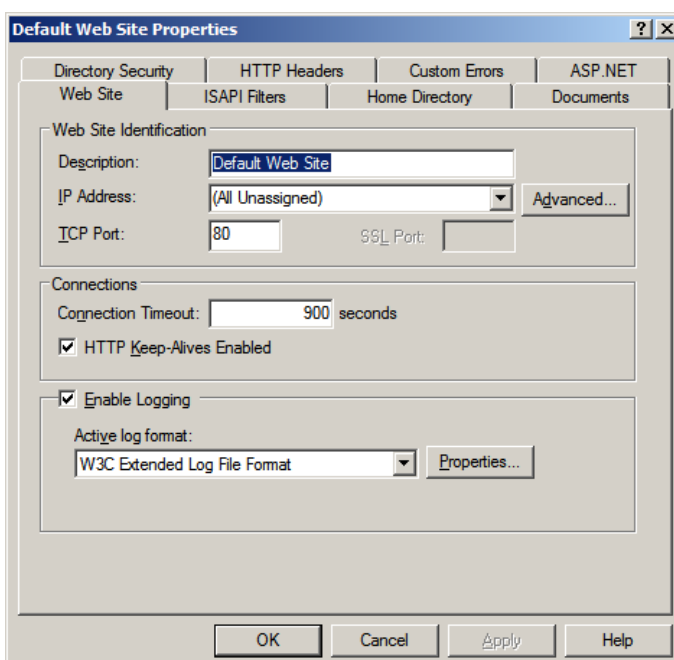 Default Web Site Properties
Directory Security HTTP Headers Custom Errors ASP.NET
Web Site ISAPI Filters Home Directory Documents
Web Site Identification
Description: Default Web Site
IP Address: (All Unassigned) Advanced...
TCP Port: 80 SSL Port:
Connections
Connection Timeout: 900 seconds
HTTP Keep-Alives Enabled
Enable Logging
Active log format:
W3C Extended Log File Format Properties...
OK Cancel Apply Help